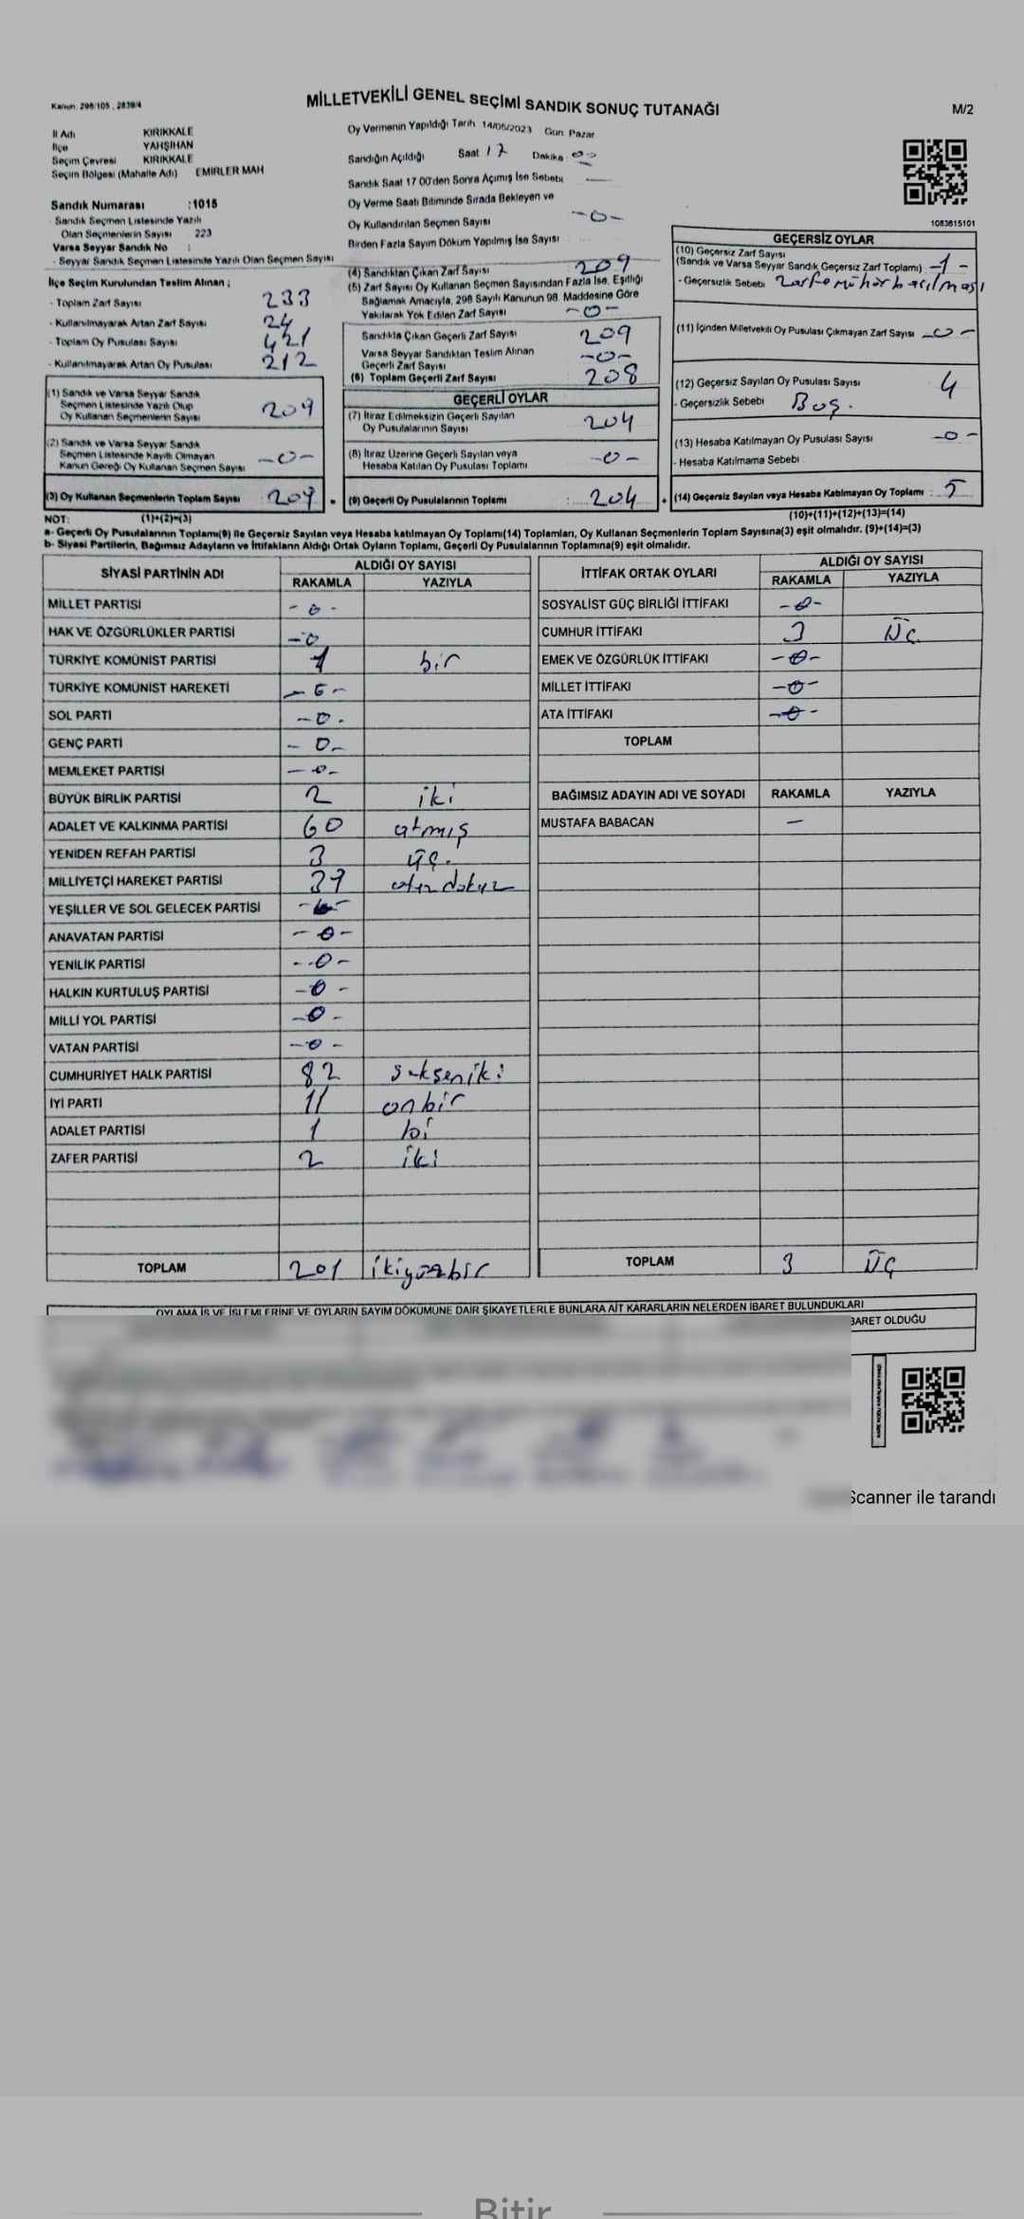 Kanun: 298/105 , 2839/4
MİLLETVEKİLİ GENEL SEÇİMİ SANDIK SONUÇ TUTANAĞI
M/2
İl Adı KIRIKKALE
İlçe YAHŞİHAN
Seçim Çevresi KIRIKKALE
Seçim Bölgesi (Mahalle Adı) EMİRLER MAH
Sandık Numarası :1015
Sandık Seçmen Listesinde Yazılı
Olan Seçmenlerin Sayısı 223
Varsa Seyyar Sandık No :
- Seyyar Sandık Seçmen Listesinde Yazılı Olan Seçmen Sayısı
İlçe Seçim Kurulundan Teslim Alınan ;
- Toplam Zarf Sayısı 233
- Kullanılmayarak Artan Zarf Sayısı 24
- Toplam Oy Pusulası Sayısı 421
- Kullanılmayarak Artan Oy Pusulası 212
(1) Sandık ve Varsa Seyyar Sandık
Seçmen Listesinde Yazılı Olup
Oy Kullanan Seçmenlerin Sayısı 209
(2) Sandık ve Varsa Seyyar Sandık
Seçmen Listesinde Kayıtlı Olmayan
Kanun Gereği Oy Kullanan Seçmen Sayısı -0-
(3) Oy Kullanan Seçmenlerin Toplam Sayısı 209
Oy Vermenin Yapıldığı Tarih 14/05/2023 Gün Pazar
Sandığın Açıldığı Saat 17 Dakika 00
Sandık Saat 17 00'den Sonra Açımış İse Sebebi —
Oy Verme Saati Bitiminde Sırada Bekleyen ve
Oy Kullandırılan Seçmen Sayısı -0-
Birden Fazla Sayım Döküm Yapılmış İse Sayısı
(4) Sandıktan Çıkan Zarf Sayısı 209
(5) Zarf Sayısı Oy Kullanan Seçmen Sayısından Fazla İse, Eşitliği
Sağlamak Amacıyla, 298 Sayılı Kanunun 98. Maddesine Göre
Yakılarak Yok Edilen Zarf Sayısı -0-
Sandıkta Çıkan Geçerli Zarf Sayısı 209
Varsa Seyyar Sandıktan Teslim Alınan
Geçerli Zarf Sayısı -0-
(6) Toplam Geçerli Zarf Sayısı 208
GEÇERLİ OYLAR
(7) İtiraz Edilmeksizin Geçerli Sayılan
Oy Pusulalarının Sayısı 204
(8) İtiraz Üzerine Geçerli Sayılan veya
Hesaba Katılan Oy Pusulası Toplamı -0-
(9) Geçerli Oy Pusulalarının Toplamı : 204
1083615101
GEÇERSİZ OYLAR
(10) Geçersiz Zarf Sayısı
(Sandık ve Varsa Seyyar Sandık Geçersiz Zarf Toplamı) -1-
- Geçersizlik Sebebi
(11) İçinden Milletvekili Oy Pusulası Çıkmayan Zarf Sayısı -0-
(12) Geçersiz Sayılan Oy Pusulası Sayısı 4
- Geçersizlik Sebebi Boş.
(13) Hesaba Katılmayan Oy Pusulası Sayısı -0-
- Hesaba Katılmama Sebebi
(14) Geçersiz Sayılan veya Hesaba Katılmayan Oy Toplamı : 5
NOT: (1)+(2)=(3) (10)+(11)+(12)+(13)=(14)
a- Geçerli Oy Pusulalarının Toplamı(9) ile Geçersiz Sayılan veya Hesaba katılmayan Oy Toplamı(14) Toplamları, Oy Kullanan Seçmenlerin Toplam Sayısına(3) eşit olmalıdır. (9)+(14)=(3)
b- Siyasi Partilerin, Bağımsız Adayların ve İttifakların Aldığı Ortak Oyların Toplamı, Geçerli Oy Pusulalarının Toplamına(9) eşit olmalıdır.
SİYASİ PARTİNİN ADI ALDIĞI OY SAYISI
RAKAMLA YAZIYLA
MİLLET PARTİSİ -0-
HAK VE ÖZGÜRLÜKLER PARTİSİ -0
TÜRKİYE KOMÜNİST PARTİSİ 1 bir
TÜRKİYE KOMÜNİST HAREKETİ -0-
SOL PARTİ -0-
GENÇ PARTİ -0-
MEMLEKET PARTİSİ -0-
BÜYÜK BİRLİK PARTİSİ 2 iki
ADALET VE KALKINMA PARTİSİ 60 atmış
YENİDEN REFAH PARTİSİ 3 üç.
MİLLİYETÇİ HAREKET PARTİSİ 39 otuz dokuz
YEŞİLLER VE SOL GELECEK PARTİSİ
ANAVATAN PARTİSİ -0-
YENİLİK PARTİSİ -0-
HALKIN KURTULUŞ PARTİSİ -0-
MİLLİ YOL PARTİSİ -0-
VATAN PARTİSİ -0-
CUMHURİYET HALK PARTİSİ 82 seksen iki
İYİ PARTİ 11 onbir
ADALET PARTİSİ 1 bi
ZAFER PARTİSİ 2 iki
TOPLAM 201 ikiyüzbir
İTTİFAK ORTAK OYLARI ALDIĞI OY SAYISI
RAKAMLA YAZIYLA
SOSYALİST GÜÇ BİRLİĞİ İTTİFAKI -0-
CUMHUR İTTİFAKI 3 Üç
EMEK VE ÖZGÜRLÜK İTTİFAKI -0-
MİLLET İTTİFAKI -0-
ATA İTTİFAKI -0-
TOPLAM
BAĞIMSIZ ADAYIN ADI VE SOYADI RAKAMLA YAZIYLA
MUSTAFA BABACAN —
TOPLAM 3 ÜÇ
OYLAMA İŞ VE İŞLEMLERİNE VE OYLARIN SAYIM DÖKÜMÜNE DAİR ŞİKAYETLERLE BUNLARA AİT KARARLARIN NELERDEN İBARET BULUNDUKLARI
BARET OLDUĞU
Scanner ile tarandı
Bitir